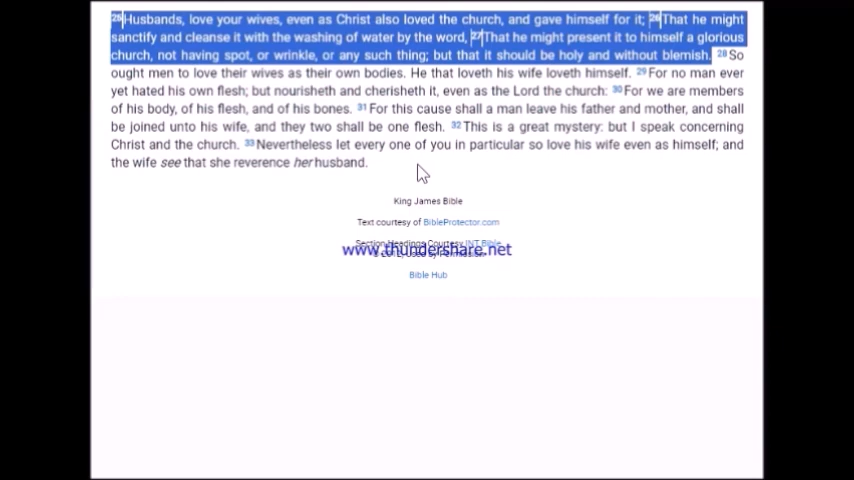 25Husbands, love your wives, even as Christ also loved the church, and gave himself for it; 26That he might
sanctify and cleanse it with the washing of water by the word, 27That he might present it to himself a glorious
church, not having spot, or wrinkle, or any such thing; but that it should be holy and without blemish. 28So
ought men to love their wives as their own bodies. He that loveth his wife loveth himself. 29For no man ever
yet hated his own flesh; but nourisheth and cherisheth it, even as the Lord the church: 30For we are members
of his body, of his flesh, and of his bones. 31For this cause shall a man leave his father and mother, and shall
be joined unto his wife, and they two shall be one flesh. 32This is a great mystery: but I speak concerning
Christ and the church. 33Nevertheless let every one of you in particular so love his wife even as himself; and
the wife see that she reverence her husband.
King James Bible
Text courtesy of BibleProtector.com
Section Headings Courtesy INT Bible
www.thundershare.net
Bible Hub